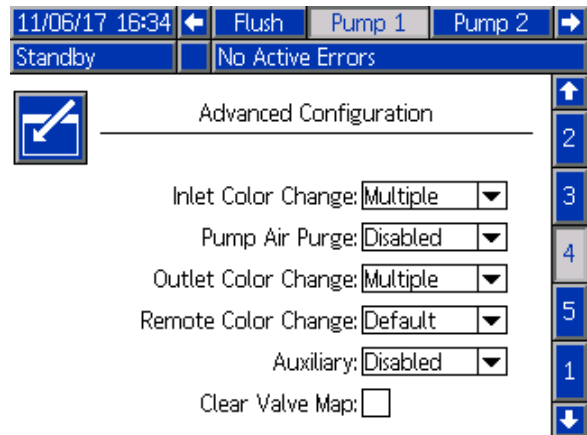 11/06/17 16:34 Flush Pump 1 Pump 2
Standby No Active Errors
Advanced Configuration
2
Inlet Color Change: Multiple
3
Pump Air Purge: Disabled
4
Outlet Color Change: Multiple
Remote Color Change: Default
5
Auxiliary: Disabled
1
Clear Valve Map: